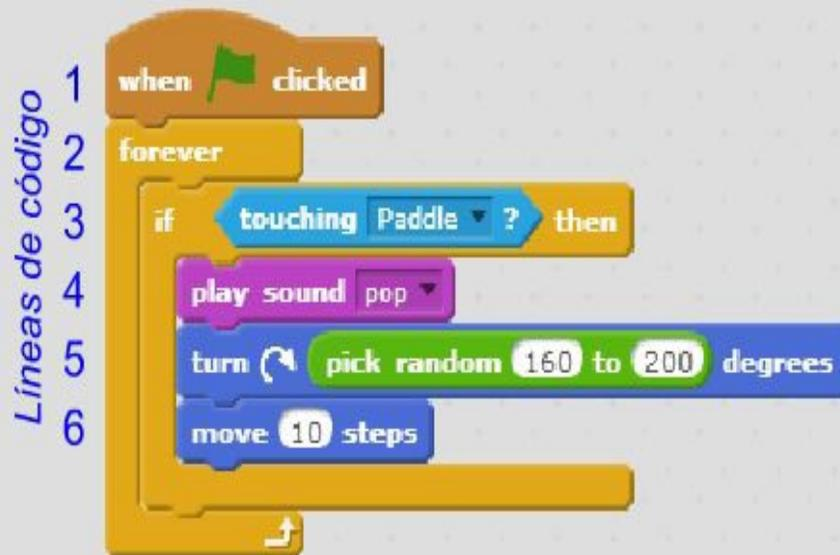 Líneas de código
1 when clicked
2 forever
3 if touching Paddle ? then
4 play sound pop
5 turn pick random 160 to 200 degrees
6 move 10 steps